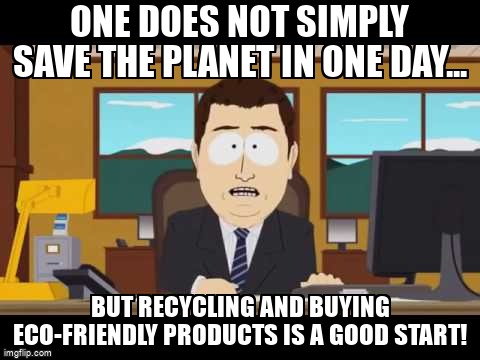 ONE DOES NOT SIMPLY
SAVE THE PLANET IN ONE DAY...
BUT RECYCLING AND BUYING
ECO-FRIENDLY PRODUCTS IS A GOOD START!
imgflip.com